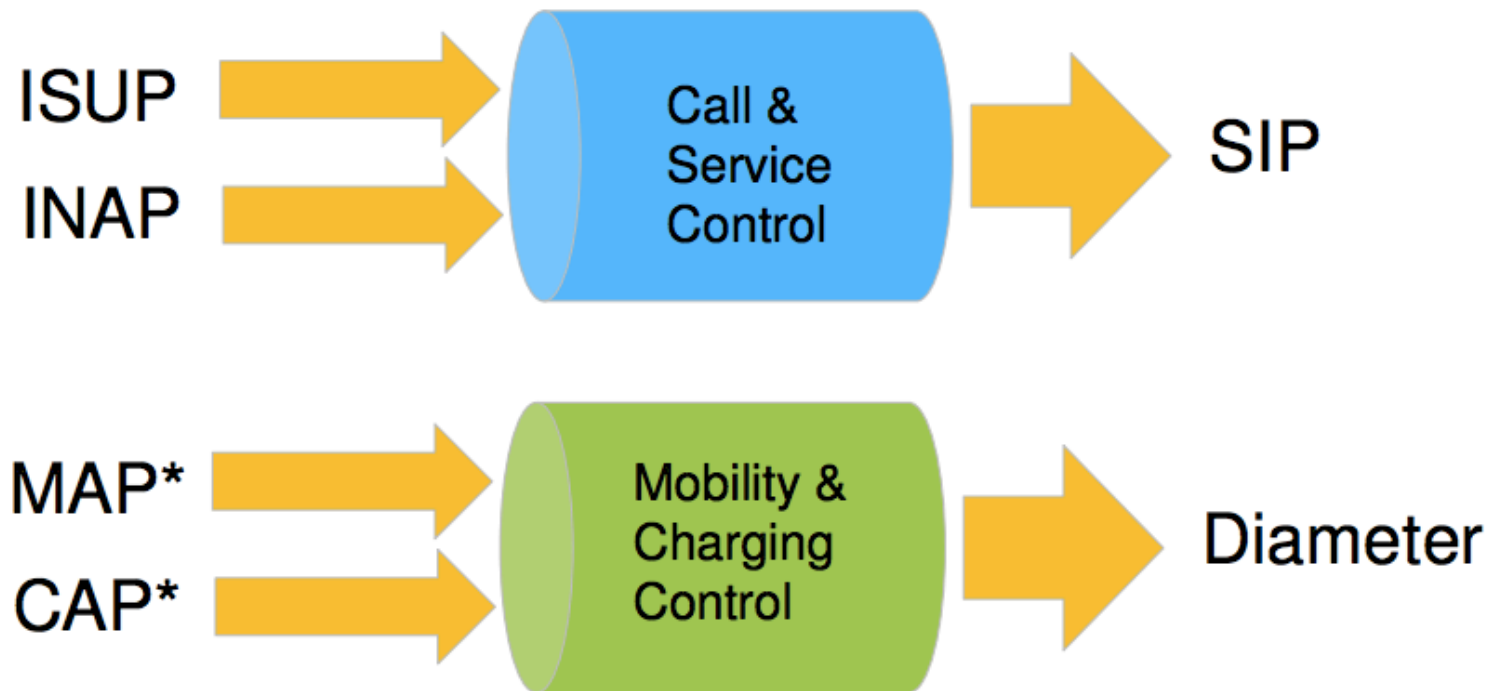 ISUP
INAP
Call &
Service
Control
SIP
MAP*
CAP*
Mobility &
Charging
Control
Diameter